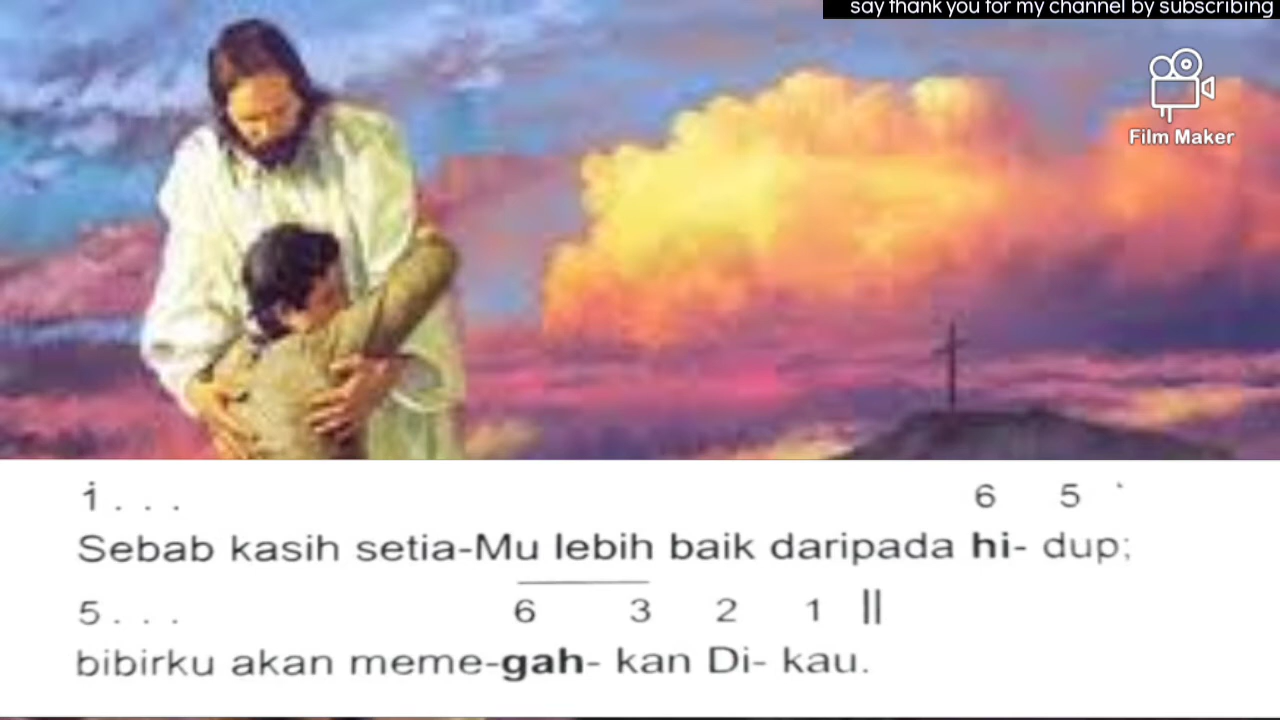 say thank you for my channel by subscribing
Film Maker
1̇ . . . 6 5 `
Sebab kasih setia-Mu lebih baik daripada hi- dup;
5 . . . 6 3 2 1 ||
bibirku akan meme-gah- kan Di- kau.